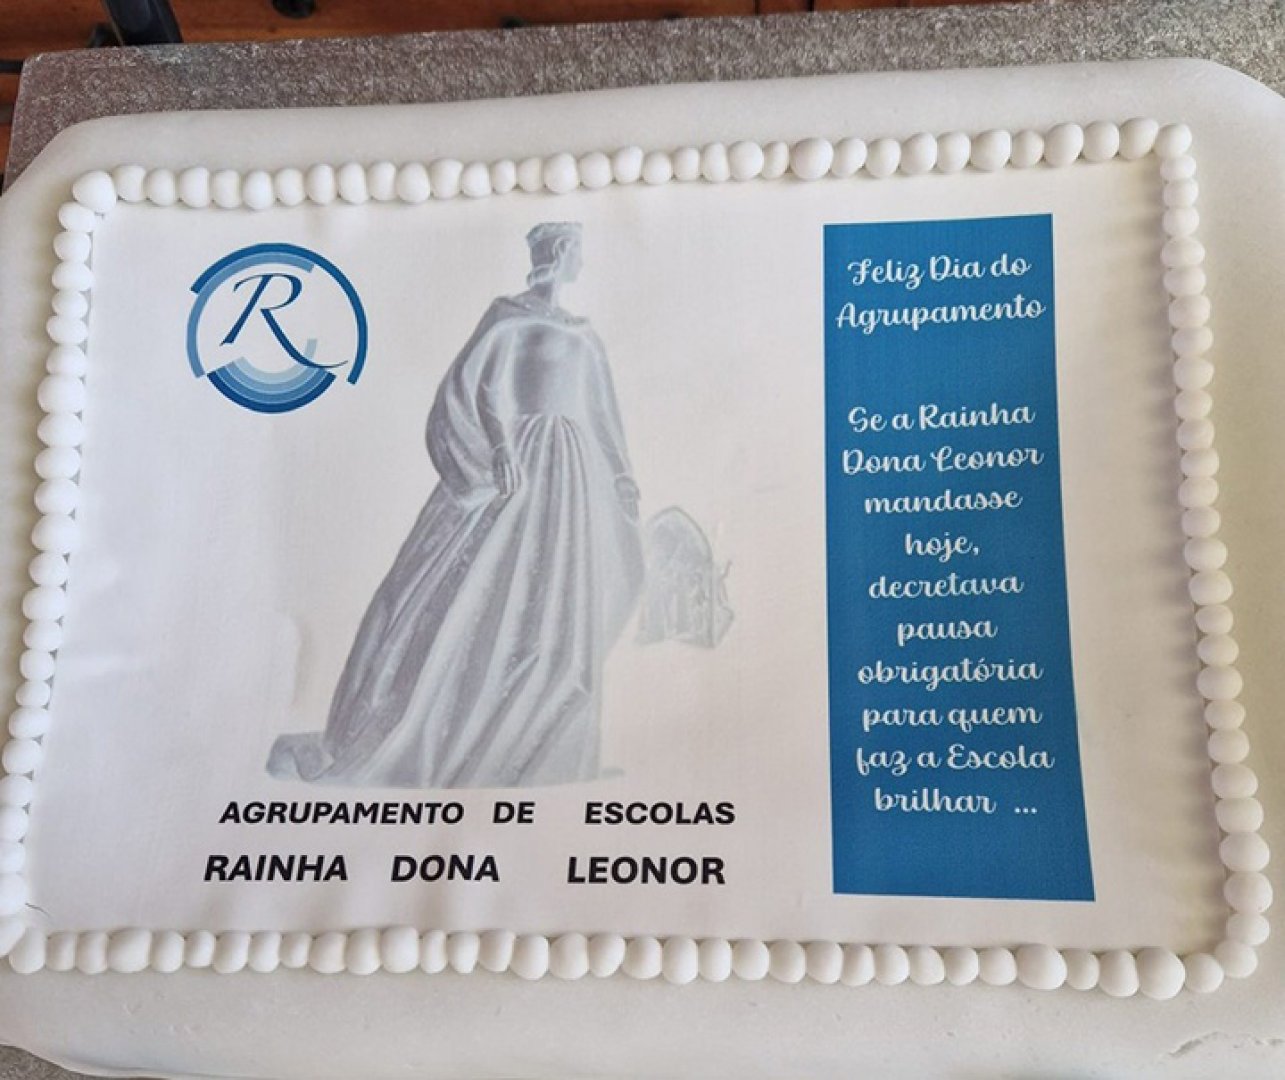 R
Feliz Dia do
Agrupamento
Se a Rainha
Dona Leonor
mandasse
hoje,
decretava
pausa
obrigatória
para quem
faz a Escola
brilhar ...
AGRUPAMENTO DE ESCOLAS
RAINHA DONA LEONOR